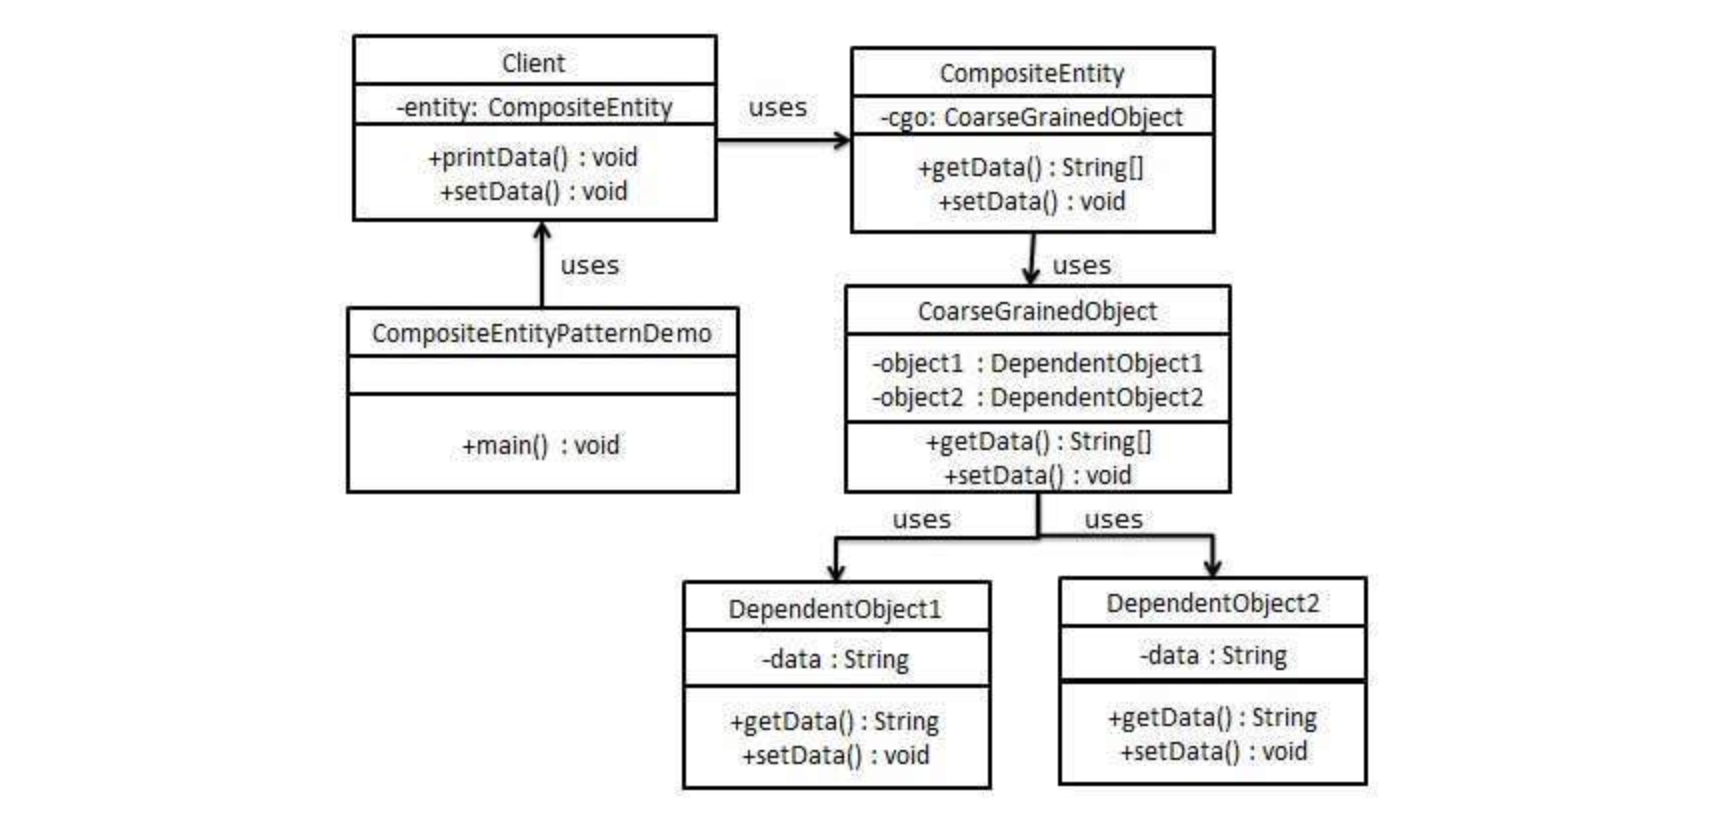 Client
-entity: CompositeEntity
+printData() : void
+setData() : void
uses
CompositeEntity
-cgo: CoarseGrainedObject
+getData() : String[]
+setData() : void
uses
CompositeEntityPatternDemo
+main() : void
uses
CoarseGrainedObject
-object1 : DependentObject1
-object2 : DependentObject2
+getData() : String[]
+setData() : void
uses
uses
DependentObject1
-data : String
+getData() : String
+setData() : void
DependentObject2
-data : String
+getData() : String
+setData() : void